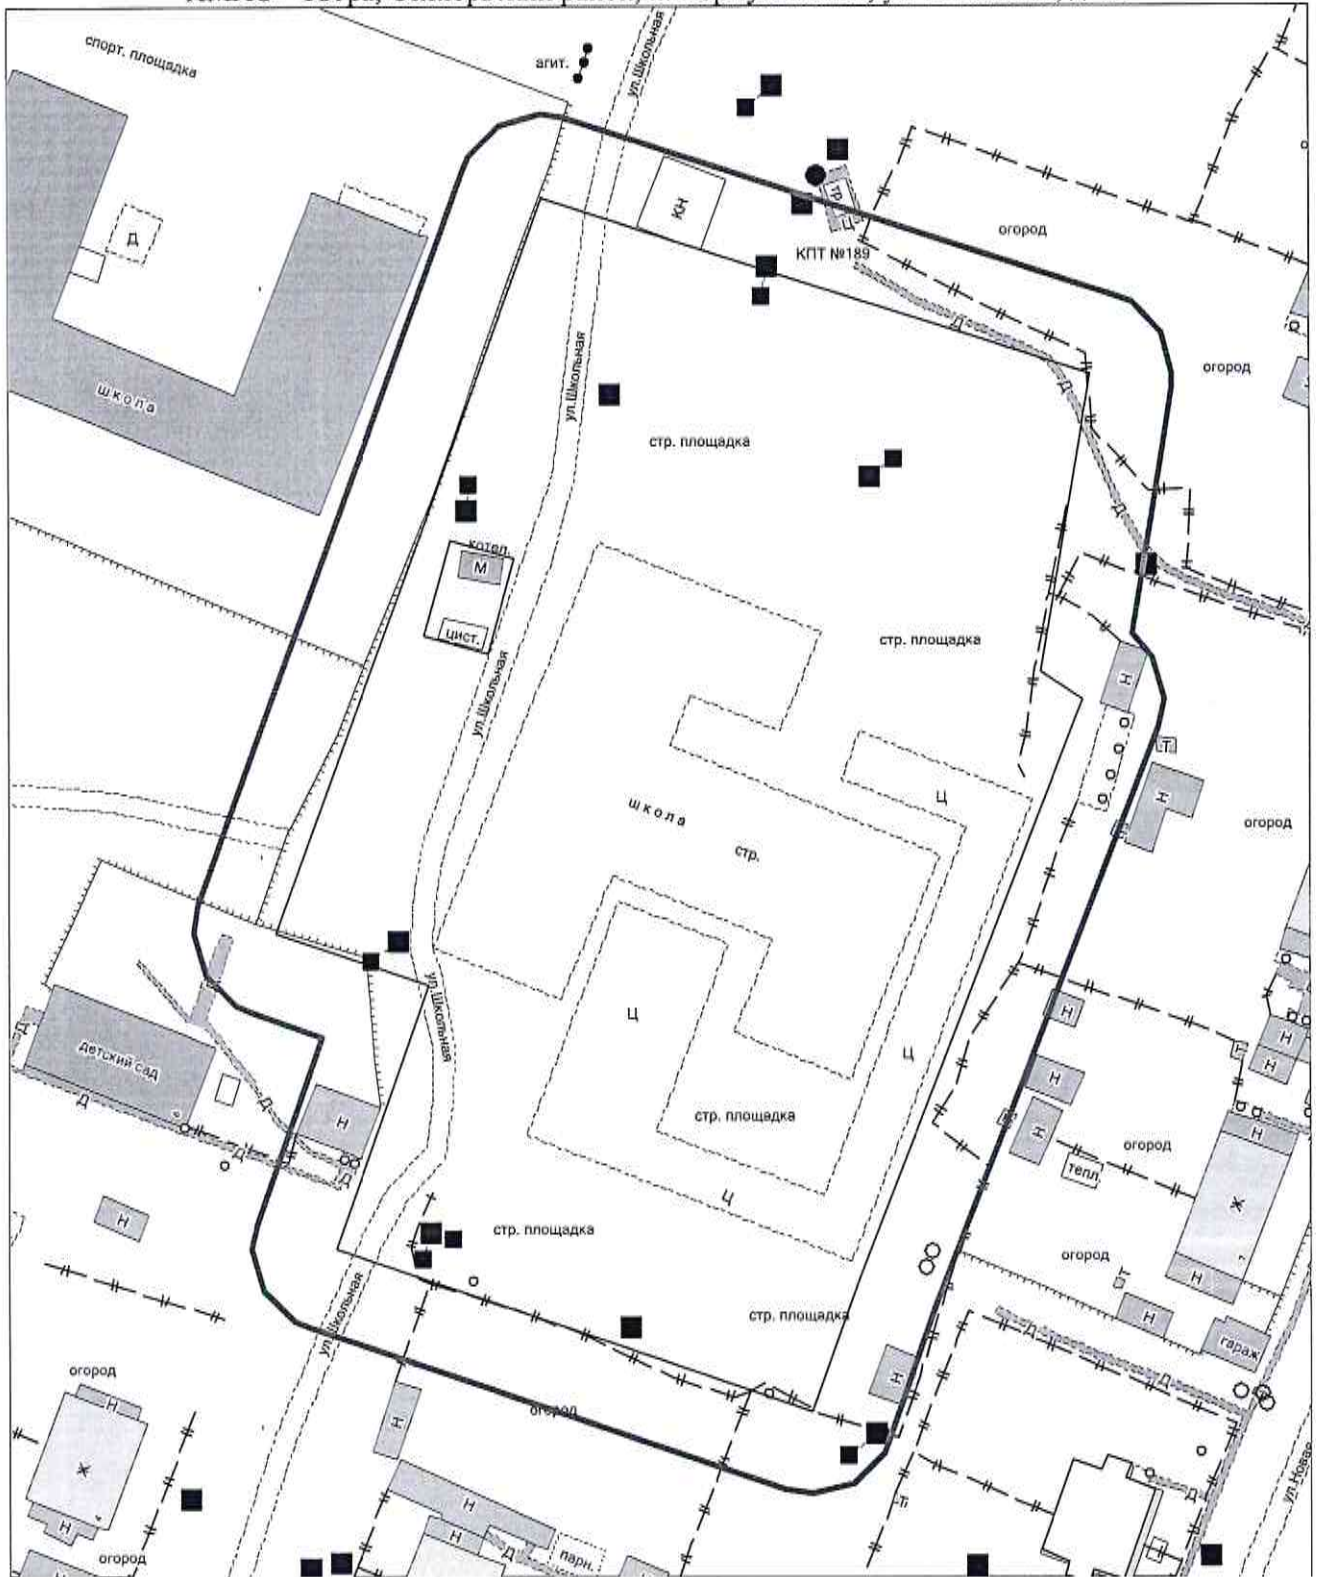 спорт. площадка
агит.
ул.Школьная
Д
КН
тр.
КПТ №189
огород
Д
огород
школа
ул.Школьная
Д
стр. площадка
Д
котел.
М
цист.
стр. площадка
Н
ул.Школьная
Т
Н
Ц
школа
стр.
огород
ул.Школьная
Ц
Ц
Н
Н
Н
Т
детский сад
Д
Д
Д
Н
Н
стр. площадка
огород
Н
тепл.
Д
Д
Ж
Ц
Н
стр. площадка
огород
Т
Н
ул.Школьная
стр. площадка
Н
гараж
Д
огород
Н
Д
Н
огород
Н
Ж
4
Н
Н
Н
Д
парн.
Д
ул.Новая
огород